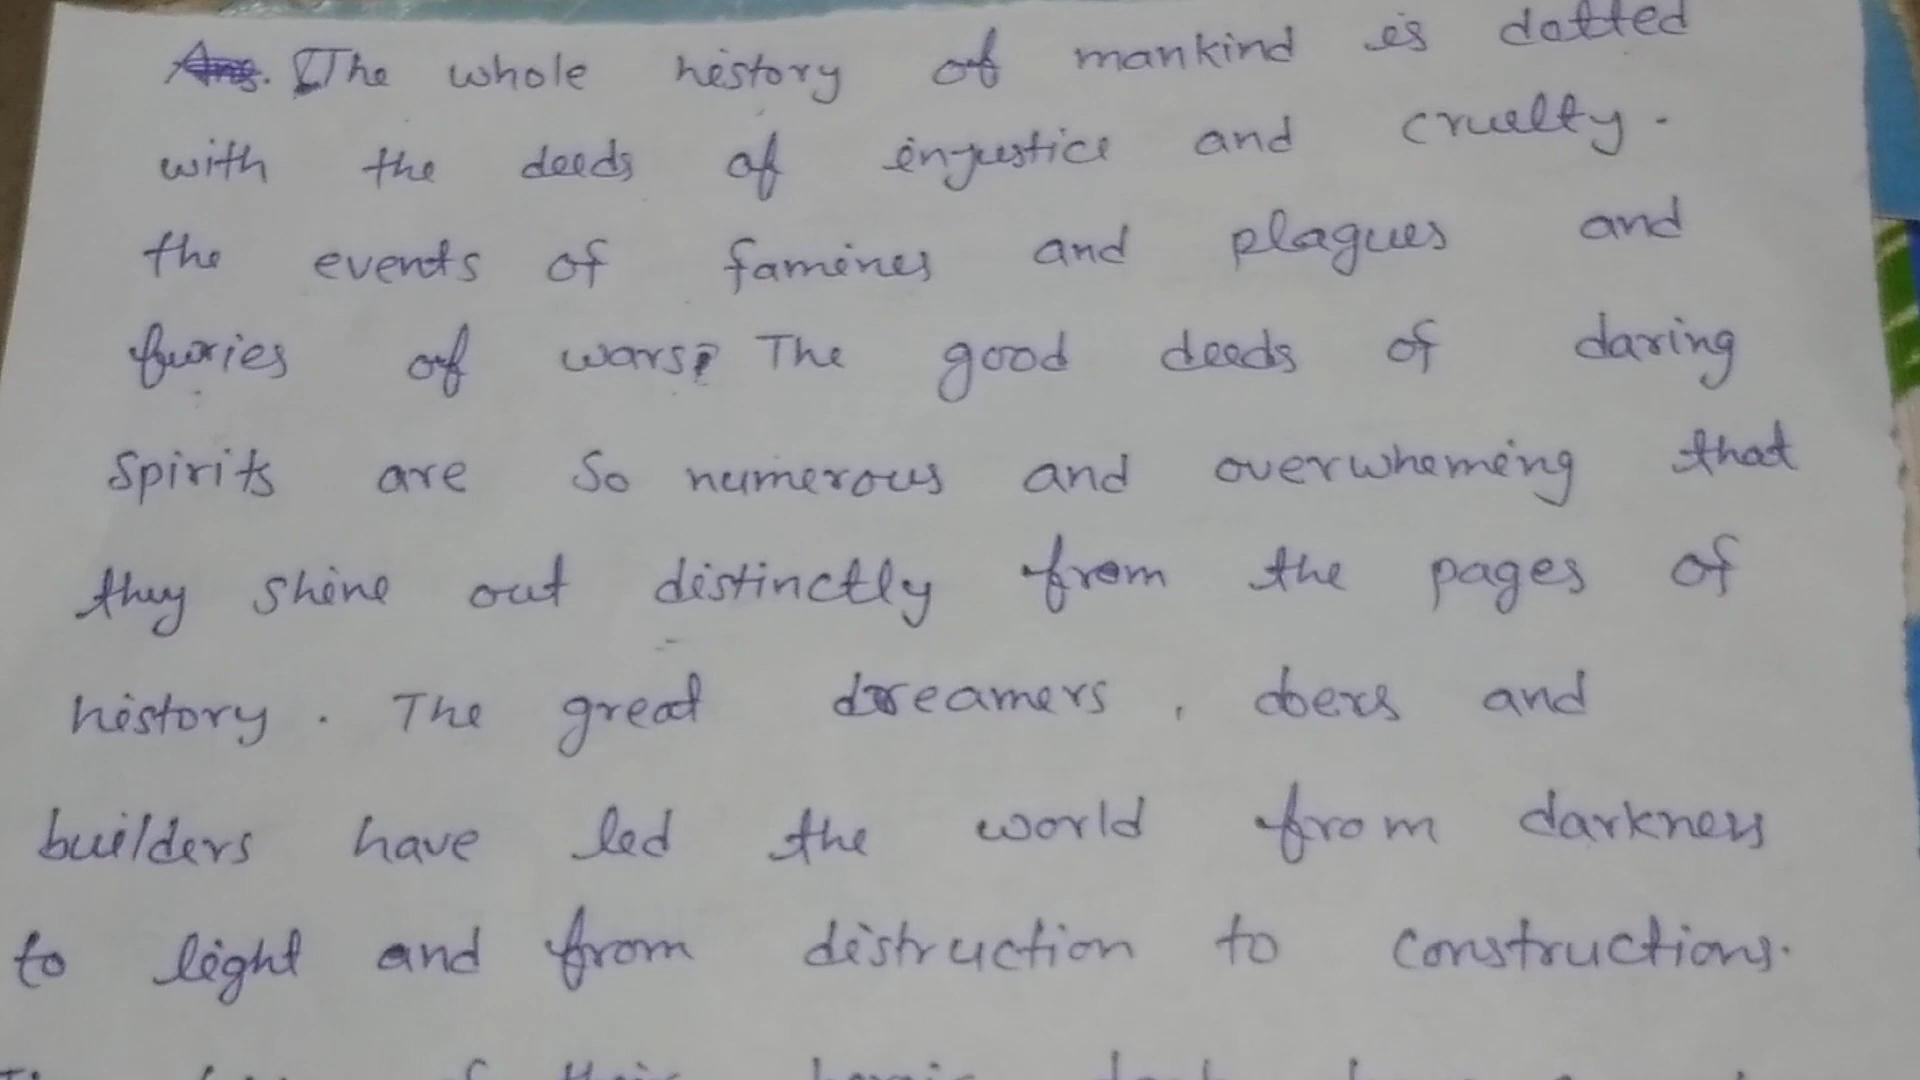 The whole history of mankind is dotted
with the deeds of injustice and cruelty.
the events of famines and plagues and
furies of wars. The good deeds of daring
spirits are so numerous and overwheming that
they shine out distinctly from the pages of
history. The great dreamers, doers and
builders have led the world from darkness
to light and from distruction to constructions.